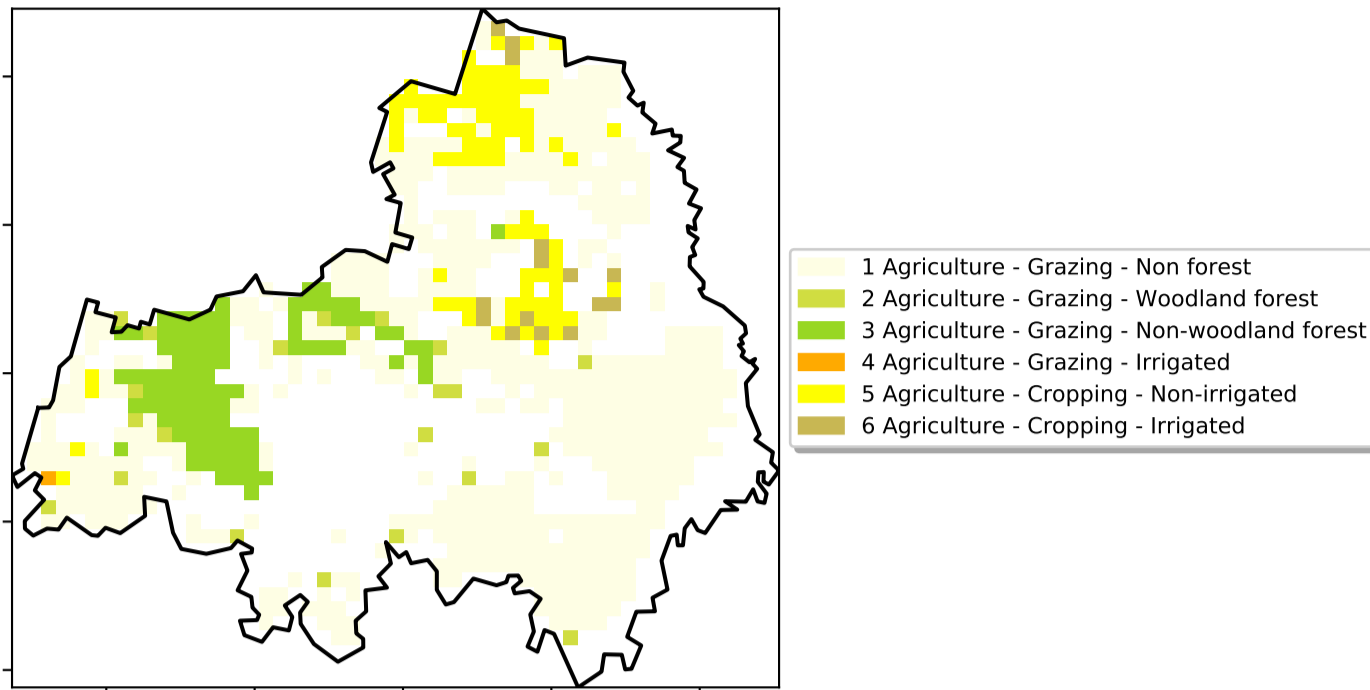 1 Agriculture - Grazing - Non forest
2 Agriculture - Grazing - Woodland forest
3 Agriculture - Grazing - Non-woodland forest
4 Agriculture - Grazing - Irrigated
5 Agriculture - Cropping - Non-irrigated
6 Agriculture - Cropping - Irrigated